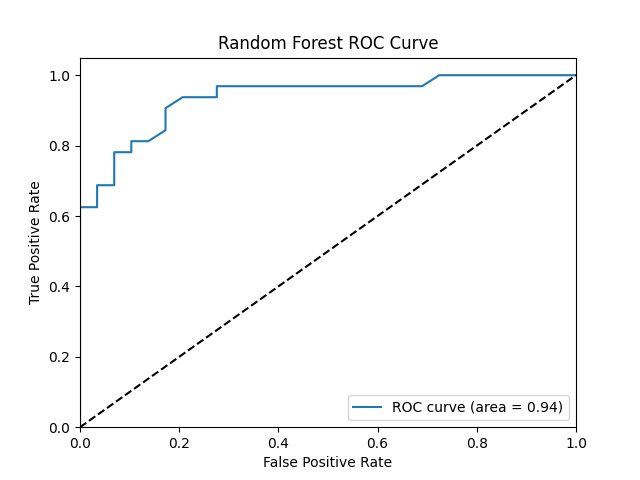 Random Forest ROC Curve
True Positive Rate
1.0
0.8
0.6
0.4
0.2
0.0
ROC curve (area = 0.94)
0.0 0.2 0.4 0.6 0.8 1.0
False Positive Rate